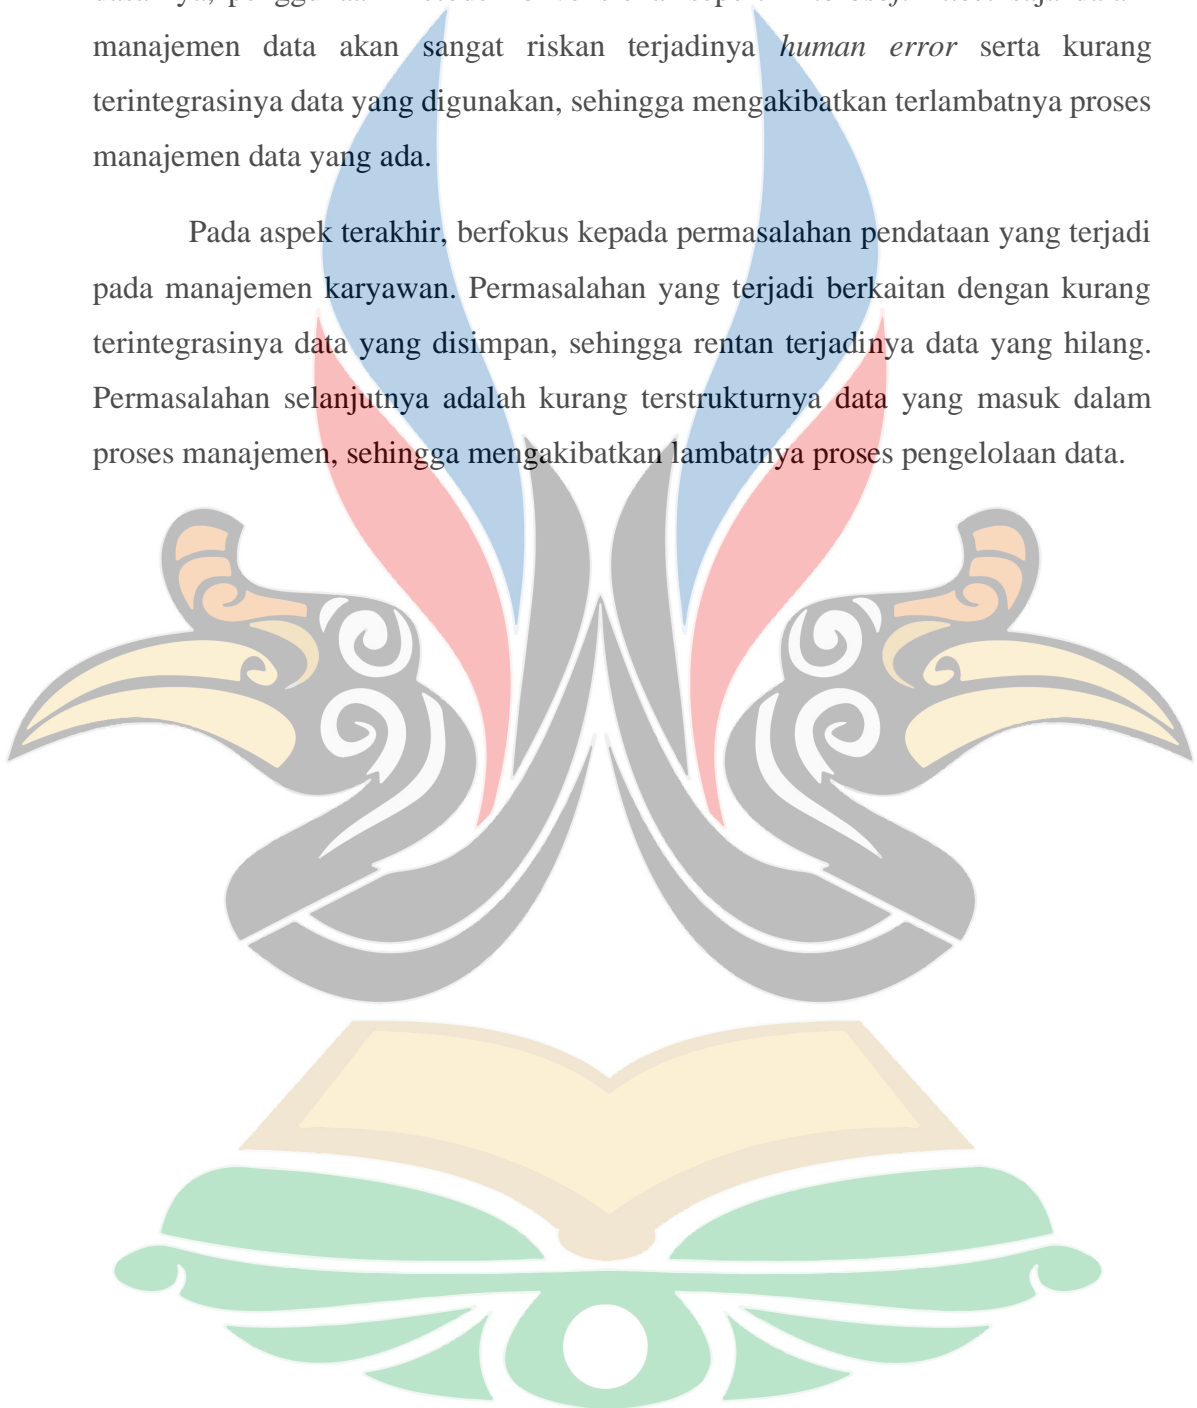 manajemen data akan sangat riskan terjadinya human error serta kurang
terintegrasinya data yang digunakan, sehingga mengakibatkan terlambatnya proses
manajemen data yang ada.
Pada aspek terakhir, berfokus kepada permasalahan pendataan yang terjadi
pada manajemen karyawan. Permasalahan yang terjadi berkaitan dengan kurang
terintegrasinya data yang disimpan, sehingga rentan terjadinya data yang hilang.
Permasalahan selanjutnya adalah kurang terstrukturnya data yang masuk dalam
proses manajemen, sehingga mengakibatkan lambatnya proses pengelolaan data.